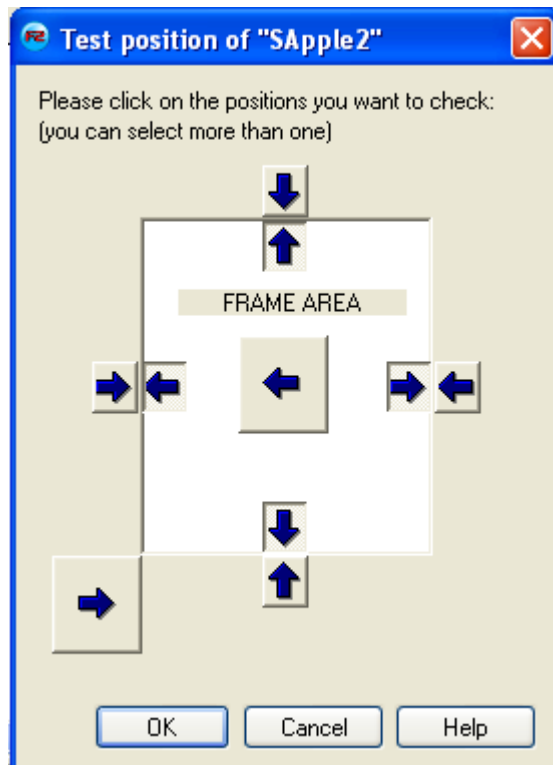 Test position of "SApple2"
Please click on the positions you want to check:
(you can select more than one)
FRAME AREA
OK Cancel Help